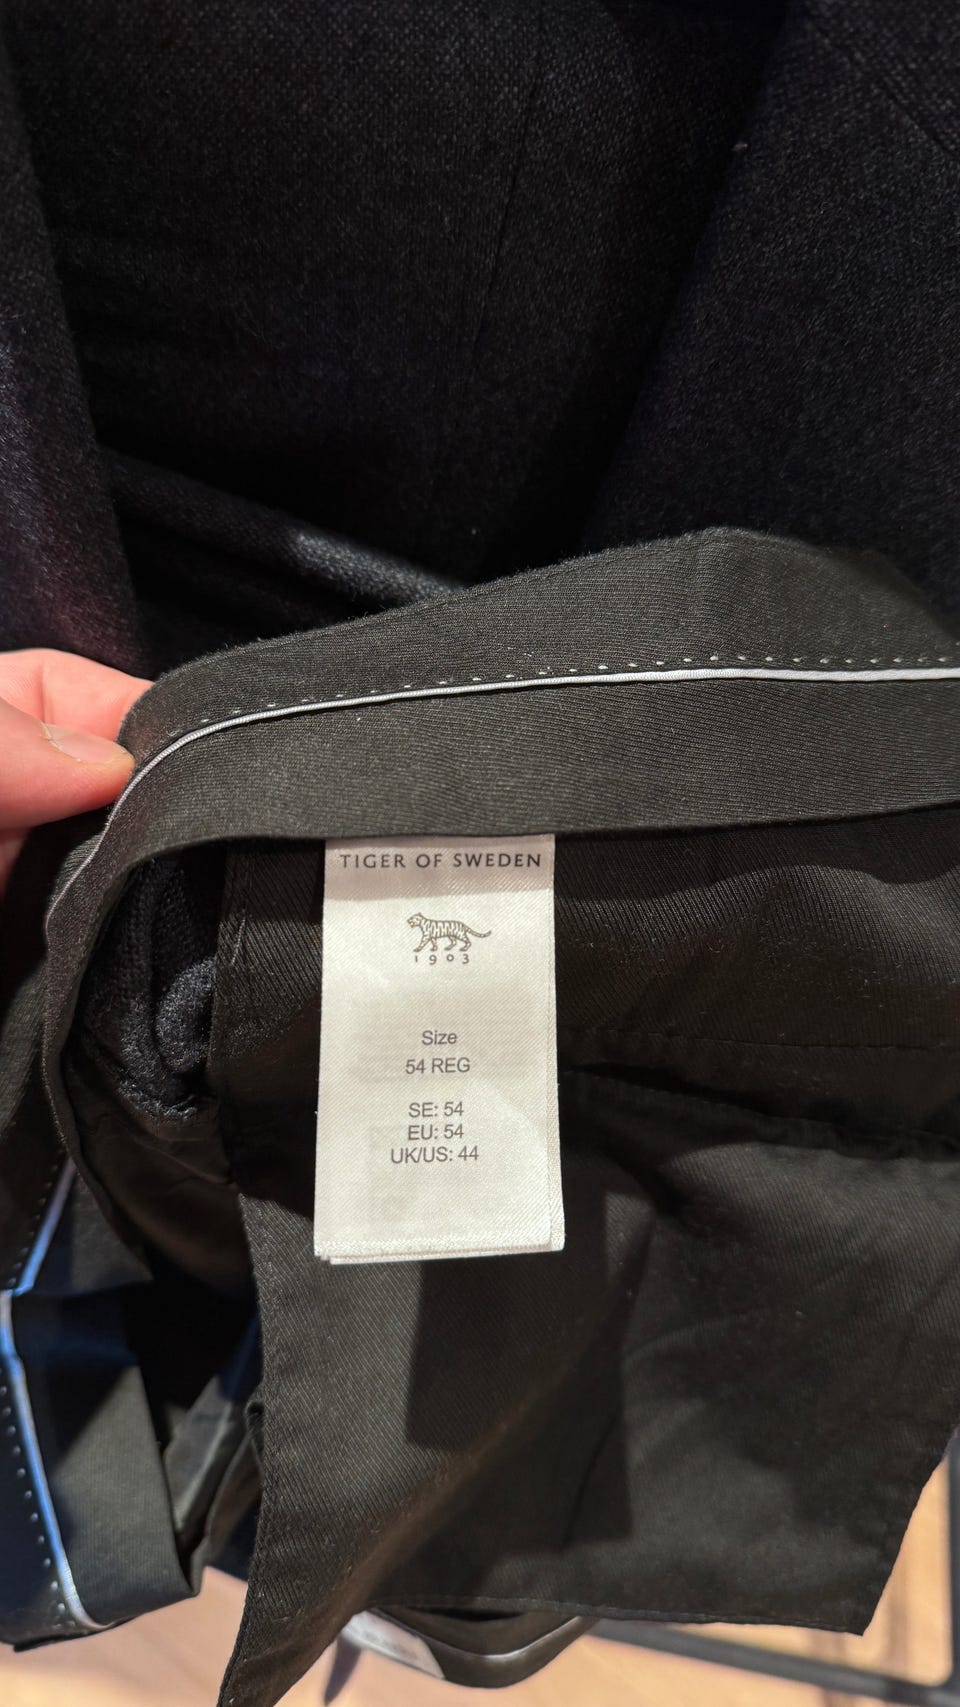 TIGER OF SWEDEN
1903
Size
54 REG
SE: 54
EU: 54
UK/US: 44